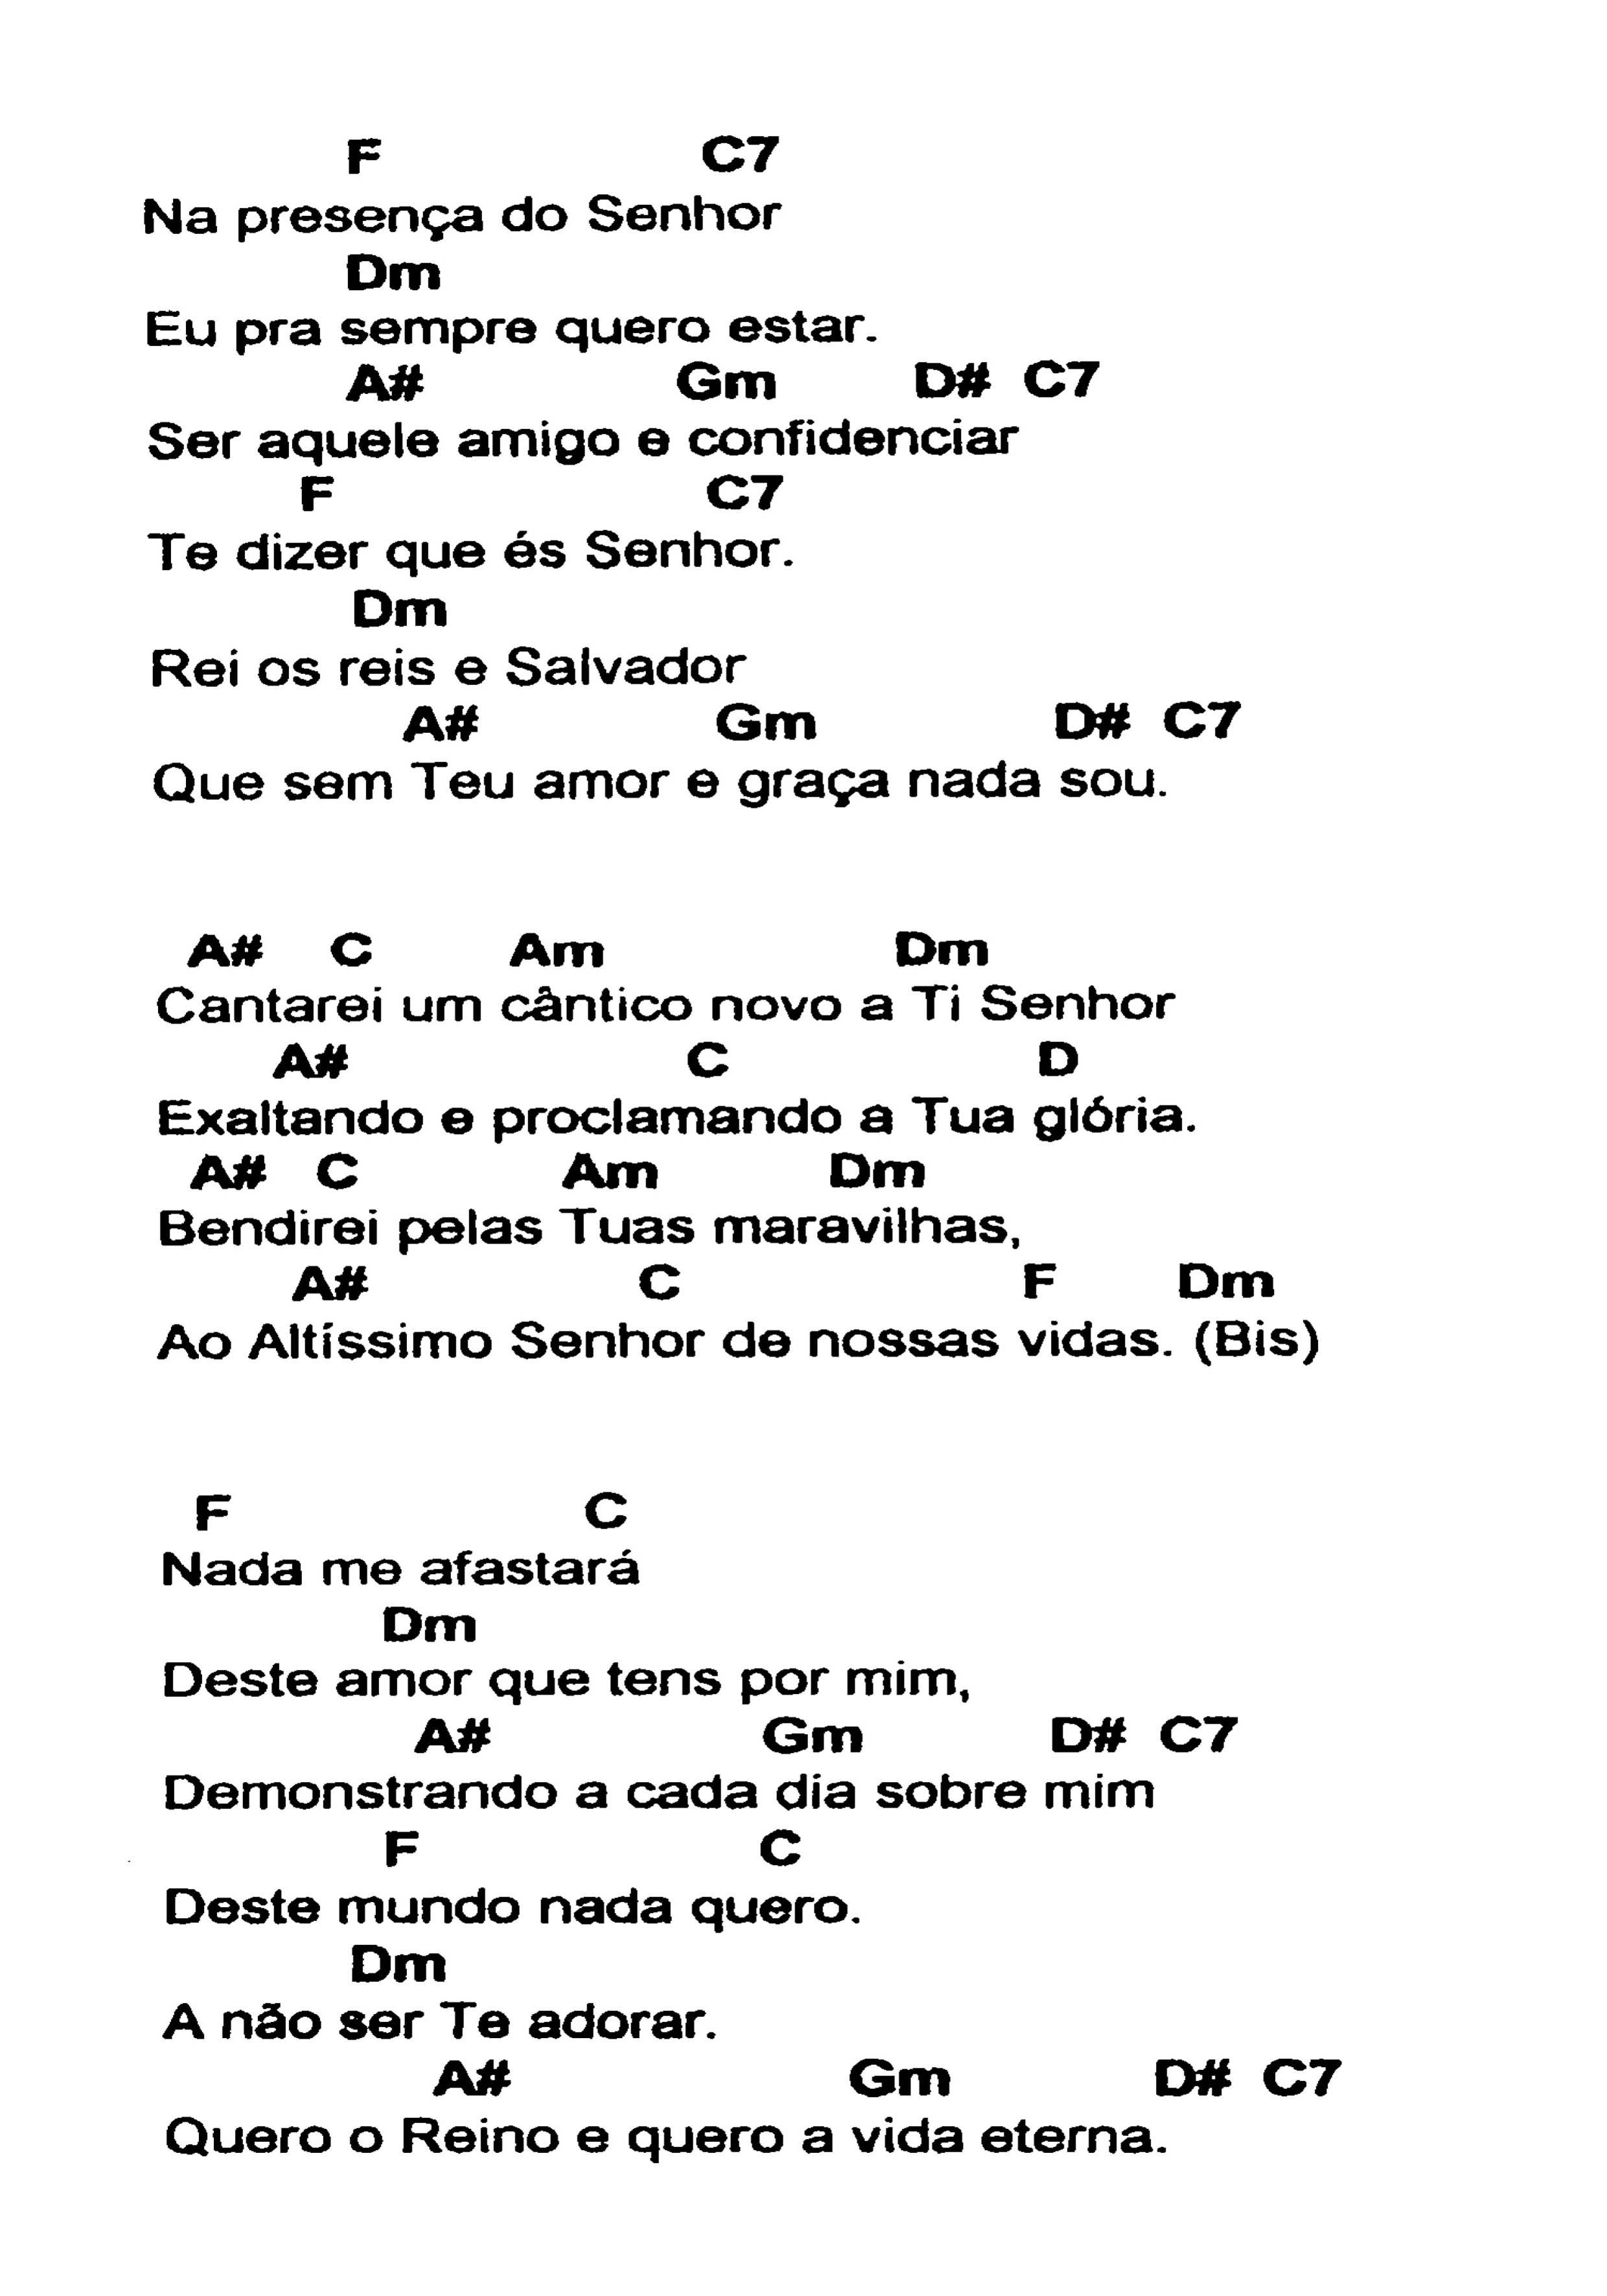 F C7
Na presença do Senhor
Dm
Eu pra sempre quero estar.
A# Gm D# C7
Ser aquele amigo e confidenciar
F C7
Te dizer que és Senhor.
Dm
Rei os reis e Salvador
A# Gm D# C7
Que sem Teu amor e graça nada sou.
A# C Am Dm
Cantarei um cântico novo a Ti Senhor
A# C D
Exaltando e proclamando a Tua glória.
A# C Am Dm
Bendirei pelas Tuas maravilhas,
A# C F Dm
Ao Altíssimo Senhor de nossas vidas. (Bis)
F C
Nada me afastará
Dm
Deste amor que tens por mim,
A# Gm D# C7
Demonstrando a cada dia sobre mim
F C
Deste mundo nada quero.
Dm
A não ser Te adorar.
A# Gm D# C7
Quero o Reino e quero a vida eterna.